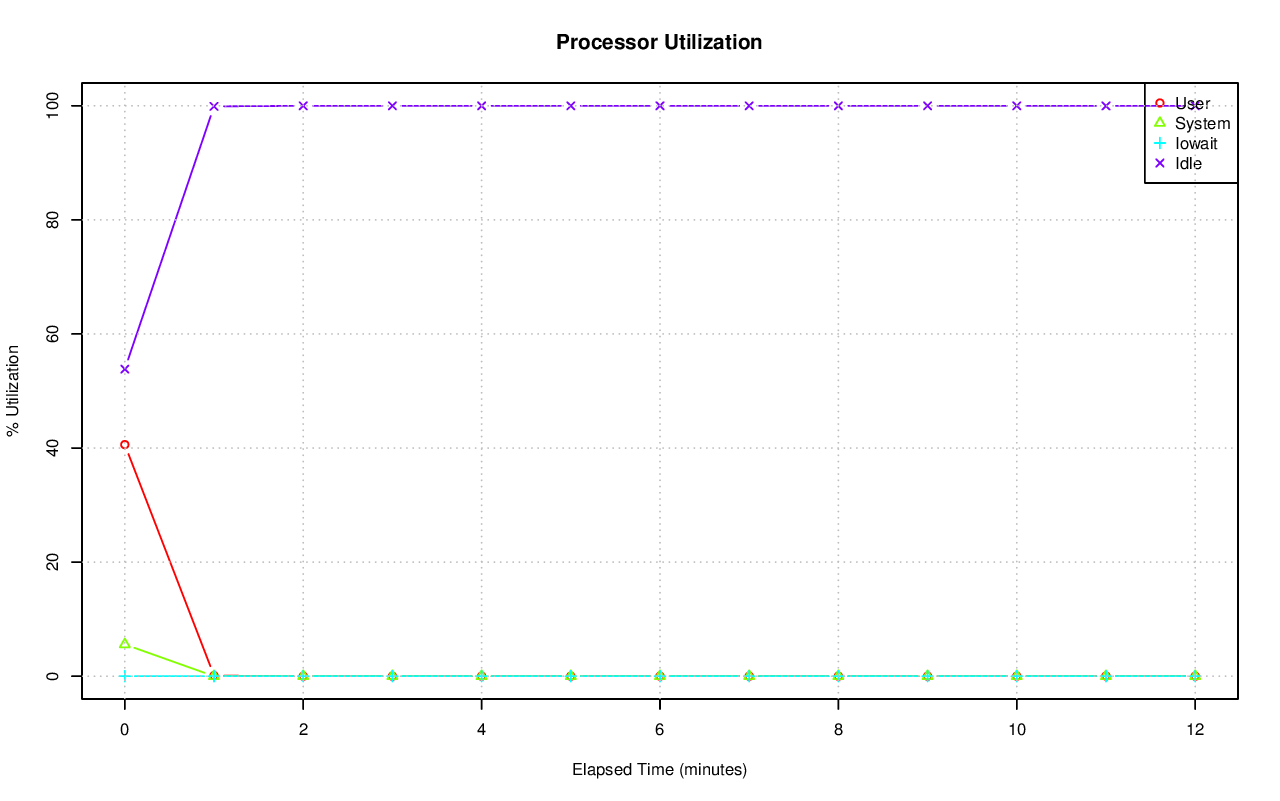 Processor Utilization
% Utilization
100
80
60
40
20
0
User
System
Iowait
Idle
0 2 4 6 8 10 12
Elapsed Time (minutes)